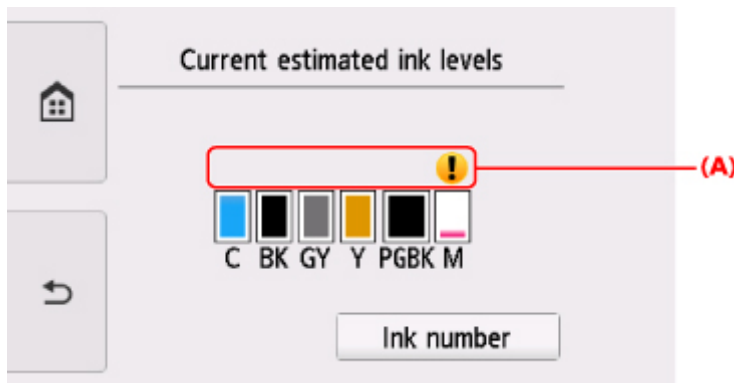 Current estimated ink levels
!
(A)
C BK GY Y PGBK M
Ink number